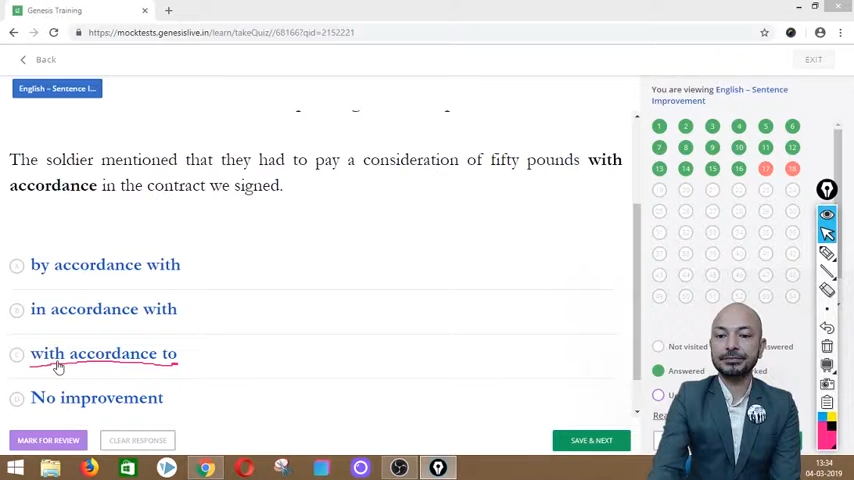 Genesis Training
https://mocktests.genesislive.in/learn/takeQuiz//68166?qid=2152221
Back
EXIT
English – Sentence I...
You are viewing English – Sentence
Improvement
1 2 3 4 5 6
7 8 9 10 11 12
13 14 15 16 17 18
The soldier mentioned that they had to pay a consideration of fifty pounds with
accordance in the contract we signed.
A by accordance with
B in accordance with
C with accordance to
D No improvement
Not visited
Answered
MARK FOR REVIEW
CLEAR RESPONSE
SAVE & NEXT
13:34
04-03-2019